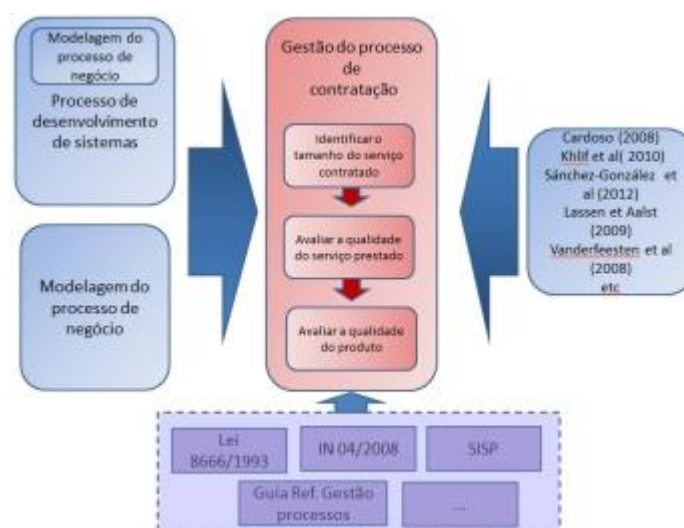 Modelagem do
processo de
negócio
Processo de
desenvolvimento
de sistemas
Modelagem do
processo de
negócio
Gestão do processo
de
contratação
Identificar o
tamanho do serviço
contratado
Avaliar a qualidade
do serviço prestado
Avaliar a qualidade
do produto
Cardoso (2008)
Khlif et al( 2010)
Sánchez-González et
al (2012)
Lassen et Aalst
(2009)
Vanderfeesten et al
(2008)
etc
Lei
8666/1993
IN 04/2008
SISP
Guia Ref. Gestão
processos
...